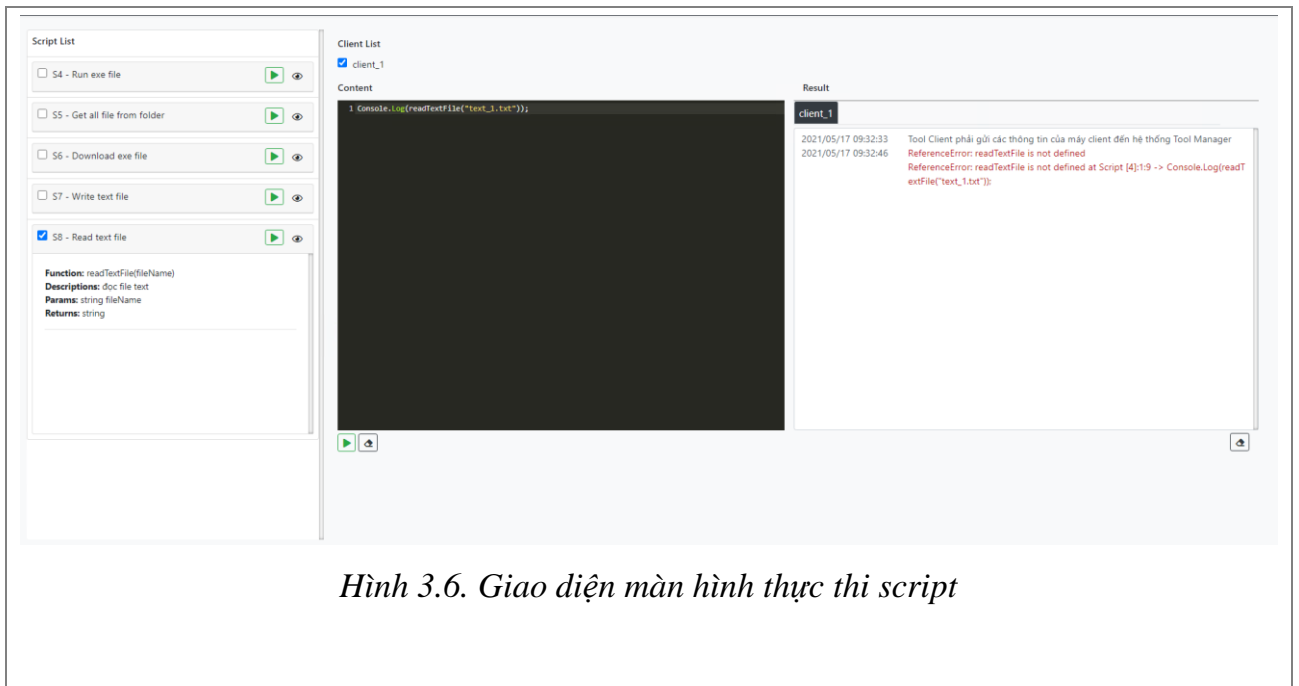 Script List
S4 - Run exe file
S5 - Get all file from folder
S6 - Download exe file
S7 - Write text file
S8 - Read text file
Function: readTextFile(fileName)
Descriptions: đọc file text
Params: string fileName
Returns: string
Client List
client_1
Content
1 Console.Log(readTextFile("text_1.txt"));
Result
client_1
2021/05/17 09:32:33 Tool Client phải gửi các thông tin của máy client đến hệ thống Tool Manager
2021/05/17 09:32:46 ReferenceError: readTextFile is not defined
ReferenceError: readTextFile is not defined at Script [4]:1:9 -> Console.Log(readT
extFile("text_1.txt"));
Hình 3.6. Giao diện màn hình thực thi script